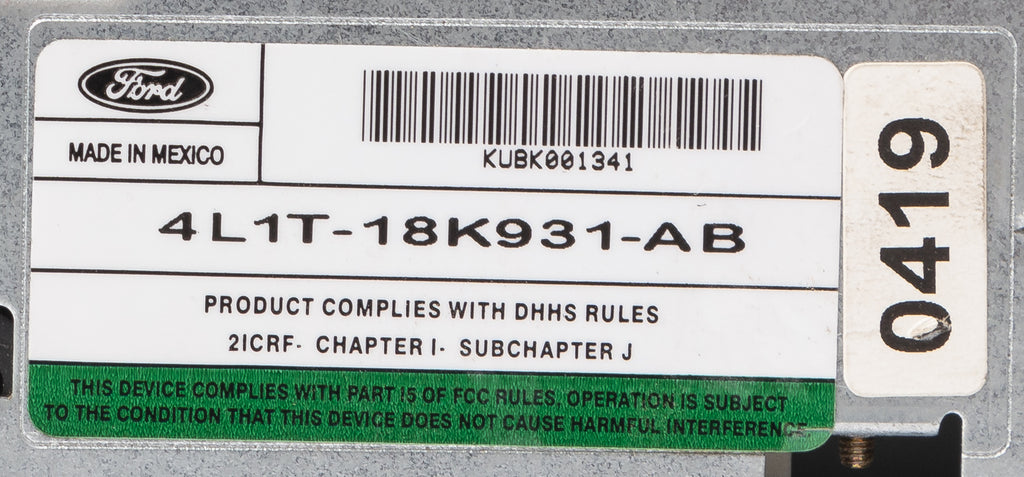 Ford
MADE IN MEXICO
KUBK001341
4L1T-18K931-AB
PRODUCT COMPLIES WITH DHHS RULES
2ICRF- CHAPTER I- SUBCHAPTER J
THIS DEVICE COMPLIES WITH PART I5 OF FCC RULES, OPERATION IS SUBJECT
TO THE CONDITION THAT THIS DEVICE DOES NOT CAUSE HARMFUL INTERFERENCE.
0419